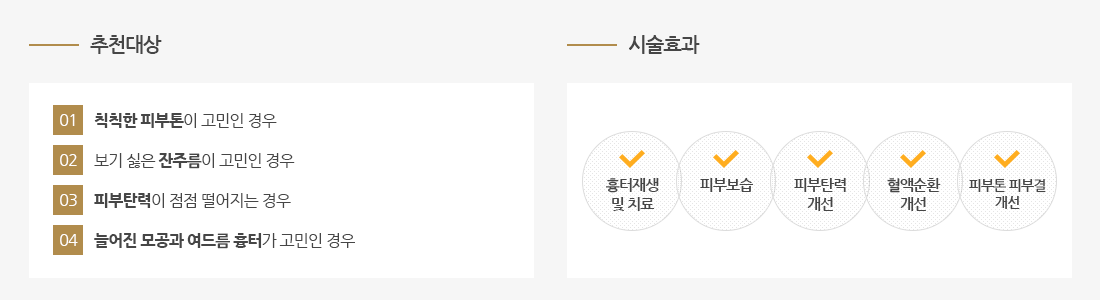 추천대상
01 칙칙한 피부톤이 고민인 경우
02 보기 싫은 잔주름이 고민인 경우
03 피부탄력이 점점 떨어지는 경우
04 늘어진 모공과 여드름 흉터가 고민인 경우
시술효과
흉터재생
및 치료
피부보습
피부탄력
개선
혈액순환
개선
피부톤 피부결
개선